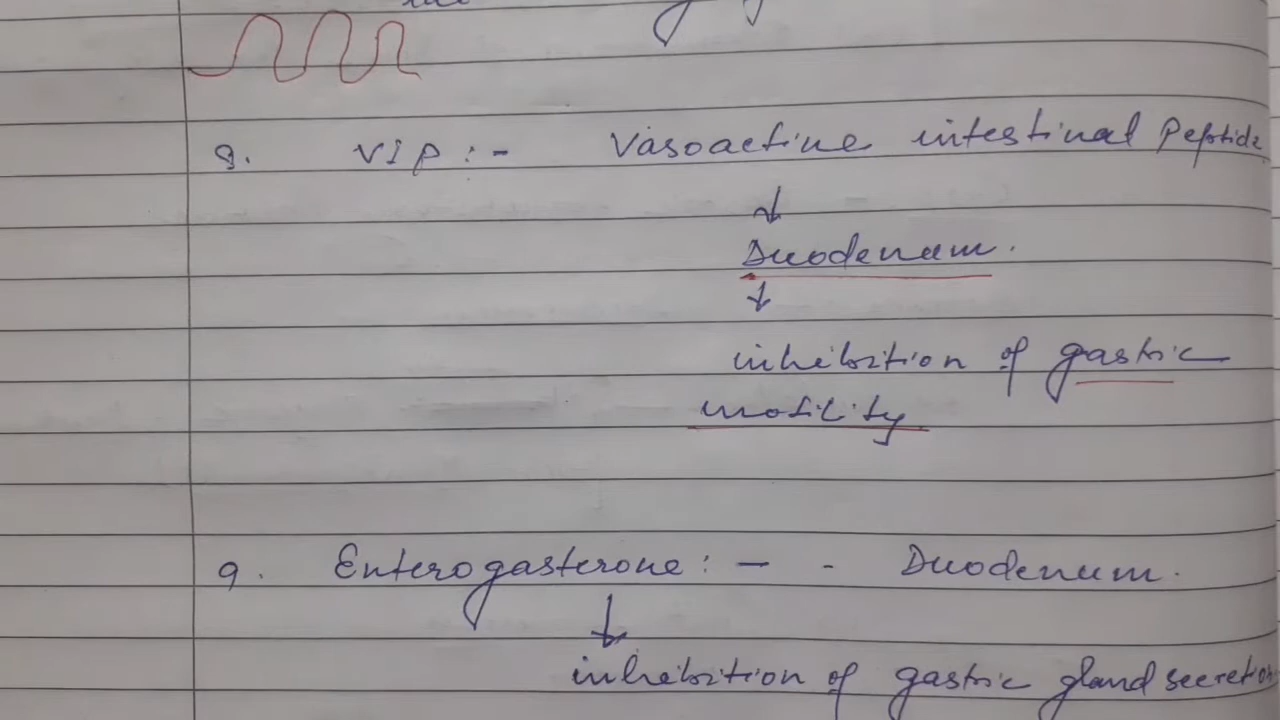 8. VIP :- Vasoactive intestinal Peptide
↓
Duodenum.
↓
inhibition of gastric
motility
9. Enterogasterone : - - Duodenum.
↓
inhibition of gastric gland secretion